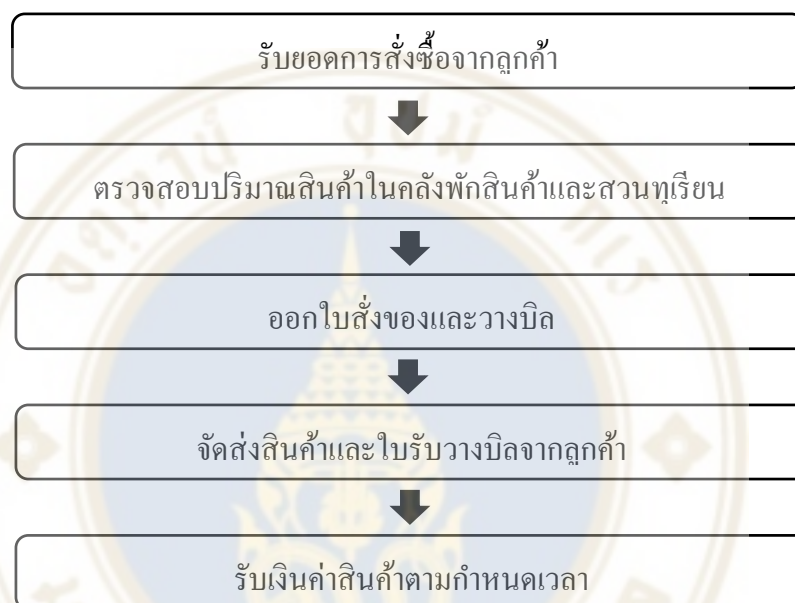 รับยอดการสั่งซื้อจากลูกค้า
ตรวจสอบปริมาณสินค้าในคลังพักสินค้าและสวนทุเรียน
ออกใบสั่งของและวางบิล
จัดส่งสินค้าและใบรับวางบิลจากลูกค้า
รับเงินค่าสินค้าตามกำหนดเวลา